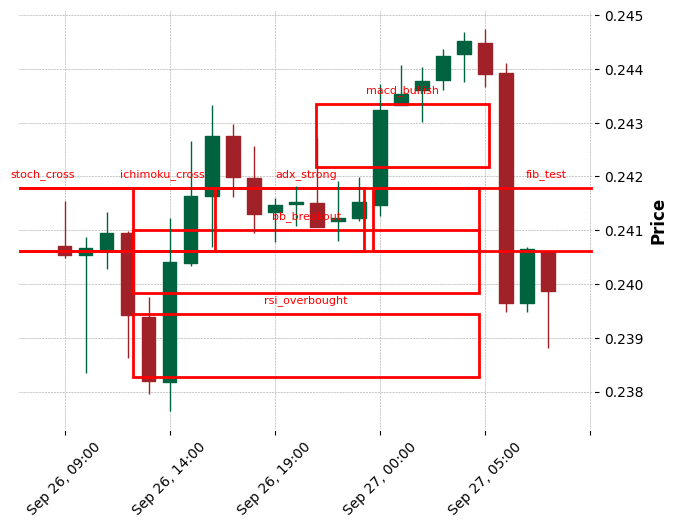 0.245
0.244
macd_bullish
0.243
stoch_cross ichimoku_cross adx_strong fib_test
0.242
bb_breakout
0.241
Price
0.240
rsi_overbought
0.239
0.238
Sep 26, 09:00 Sep 26, 14:00 Sep 26, 19:00 Sep 27, 00:00 Sep 27, 05:00